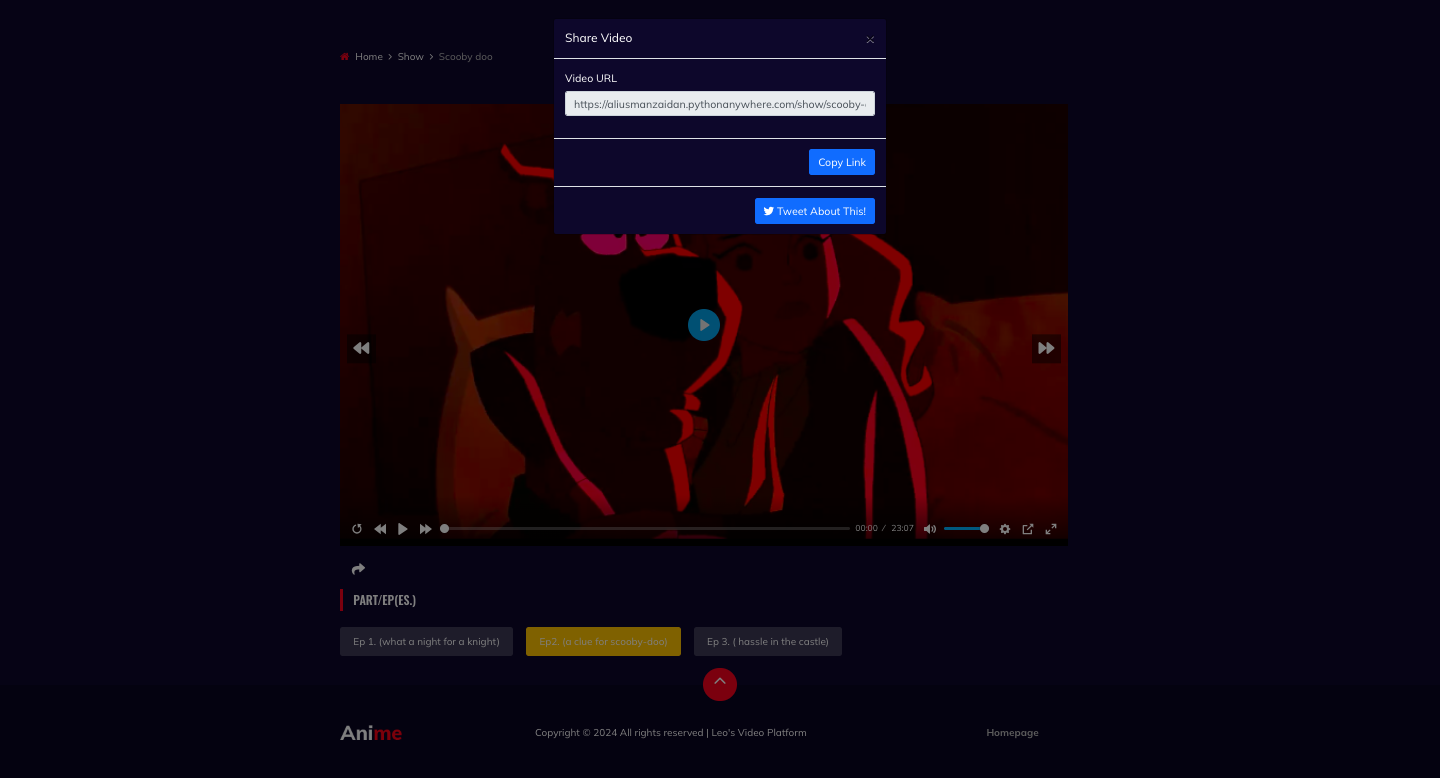 Share Video
×
Home > Show > Scooby doo
Video URL
https://aliusmanzaidan.pythonanywhere.com/show/scooby-
Copy Link
Tweet About This!
00:00 / 23:07
PART/EP(ES.)
Ep 1. (what a night for a knight)
Ep2. (a clue for scooby-doo)
Ep 3. ( hassle in the castle)
Anime
Copyright © 2024 All rights reserved | Leo's Video Platform
Homepage